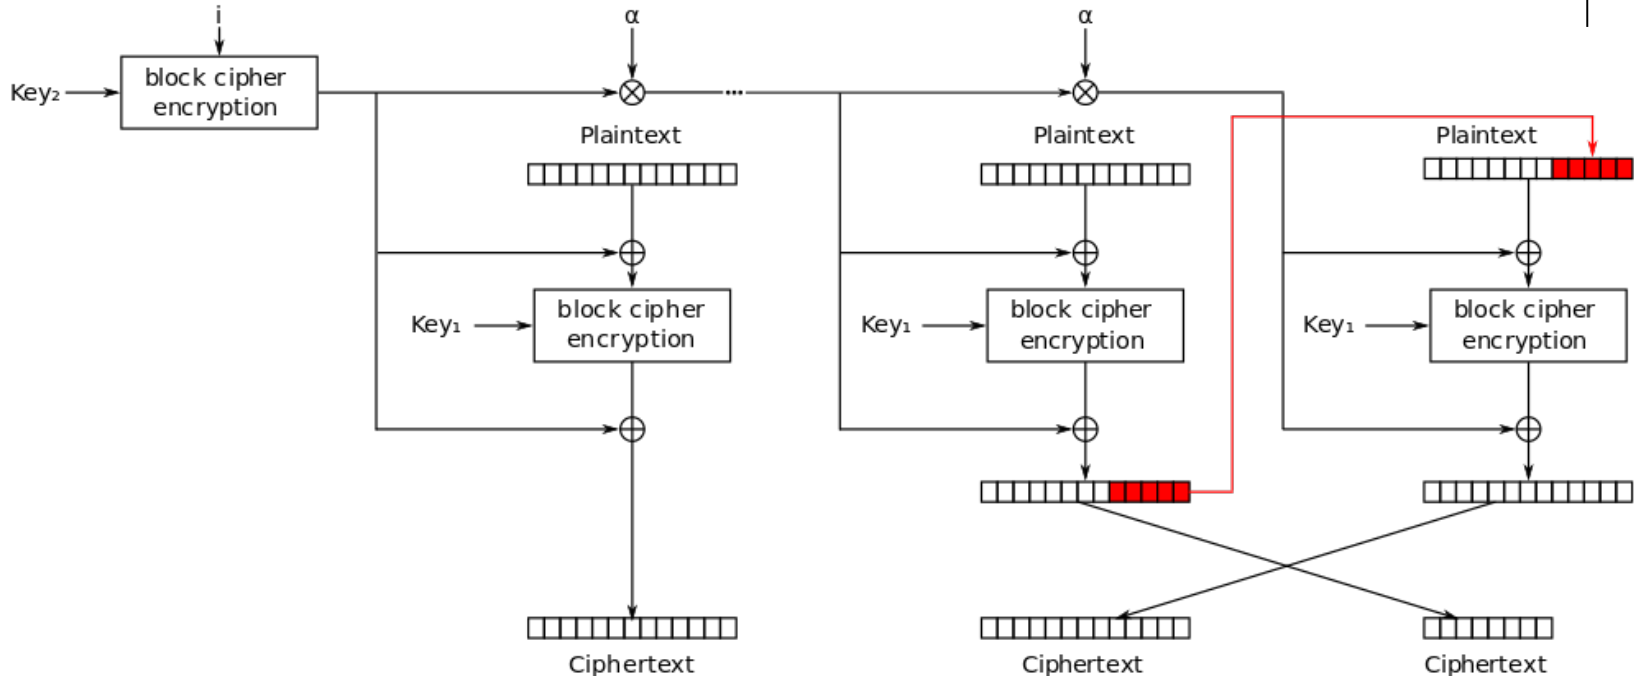 i
α
α
Key₂
block cipher
encryption
...
Plaintext
Plaintext
Plaintext
Key₁
block cipher
encryption
Key₁
block cipher
encryption
Key₁
block cipher
encryption
Ciphertext
Ciphertext
Ciphertext